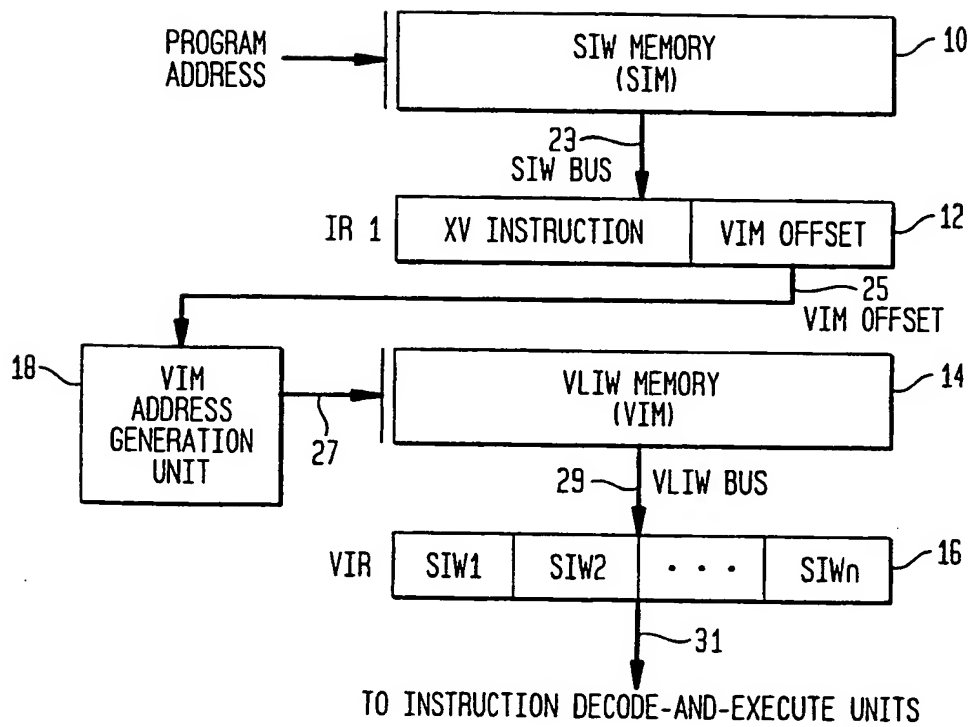 PROGRAM
ADDRESS
SIW MEMORY
(SIM)
10
23
SIW BUS
IR 1
XV INSTRUCTION
VIM OFFSET
12
25
VIM OFFSET
18
VIM
ADDRESS
GENERATION
UNIT
27
VLIW MEMORY
(VIM)
14
29
VLIW BUS
VIR
SIW1
SIW2
• • •
SIWn
16
31
TO INSTRUCTION DECODE-AND-EXECUTE UNITS